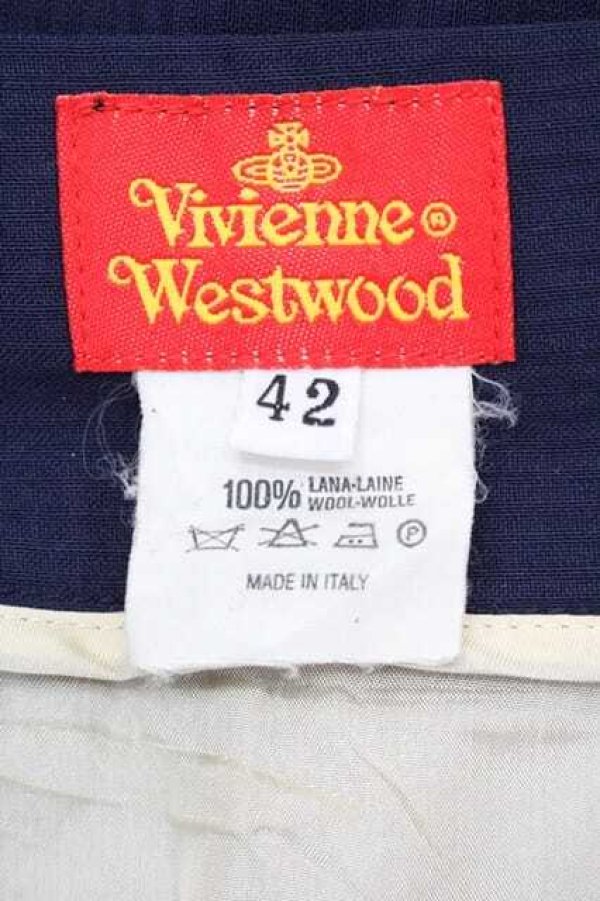 Vivienne®
Westwood
42
100% LANA-LAINE
WOOL-WOLLE
P
MADE IN ITALY